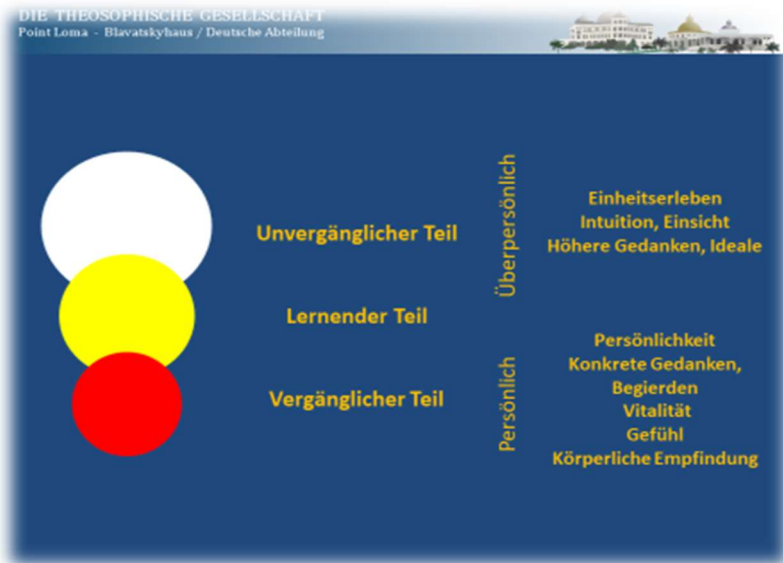 DIE THEOSOPHISCHE GESELLSCHAFT
Point Loma - Blavatskyhaus / Deutsche Abteilung
Unvergänglicher Teil
Lernender Teil
Vergänglicher Teil
Überpersönlich
Persönlich
Einheitserleben
Intuition, Einsicht
Höhere Gedanken, Ideale
Persönlichkeit
Konkrete Gedanken,
Begierden
Vitalität
Gefühl
Körperliche Empfindung